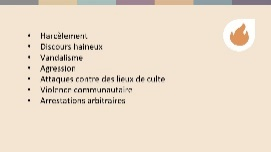 • Harcèlement
• Discours haineux
• Vandalisme
• Agression
• Attaques contre des lieux de culte
• Violence communautaire
• Arrestations arbitraires